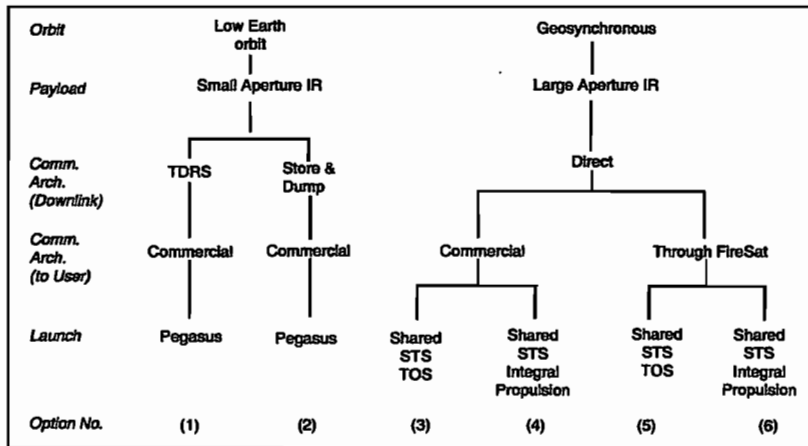 Orbit
Low Earth
orbit
Geosynchronous
Payload
Small Aperture IR
Large Aperture IR
Comm.
Arch.
(Downlink)
TDRS
Store &
Dump
Direct
Comm.
Arch.
(to User)
Commercial
Commercial
Commercial
Through FireSat
Launch
Pegasus
Pegasus
Shared
STS
TOS
Shared
STS
Integral
Propulsion
Shared
STS
TOS
Shared
STS
Integral
Propulsion
Option No.
(1)
(2)
(3)
(4)
(5)
(6)